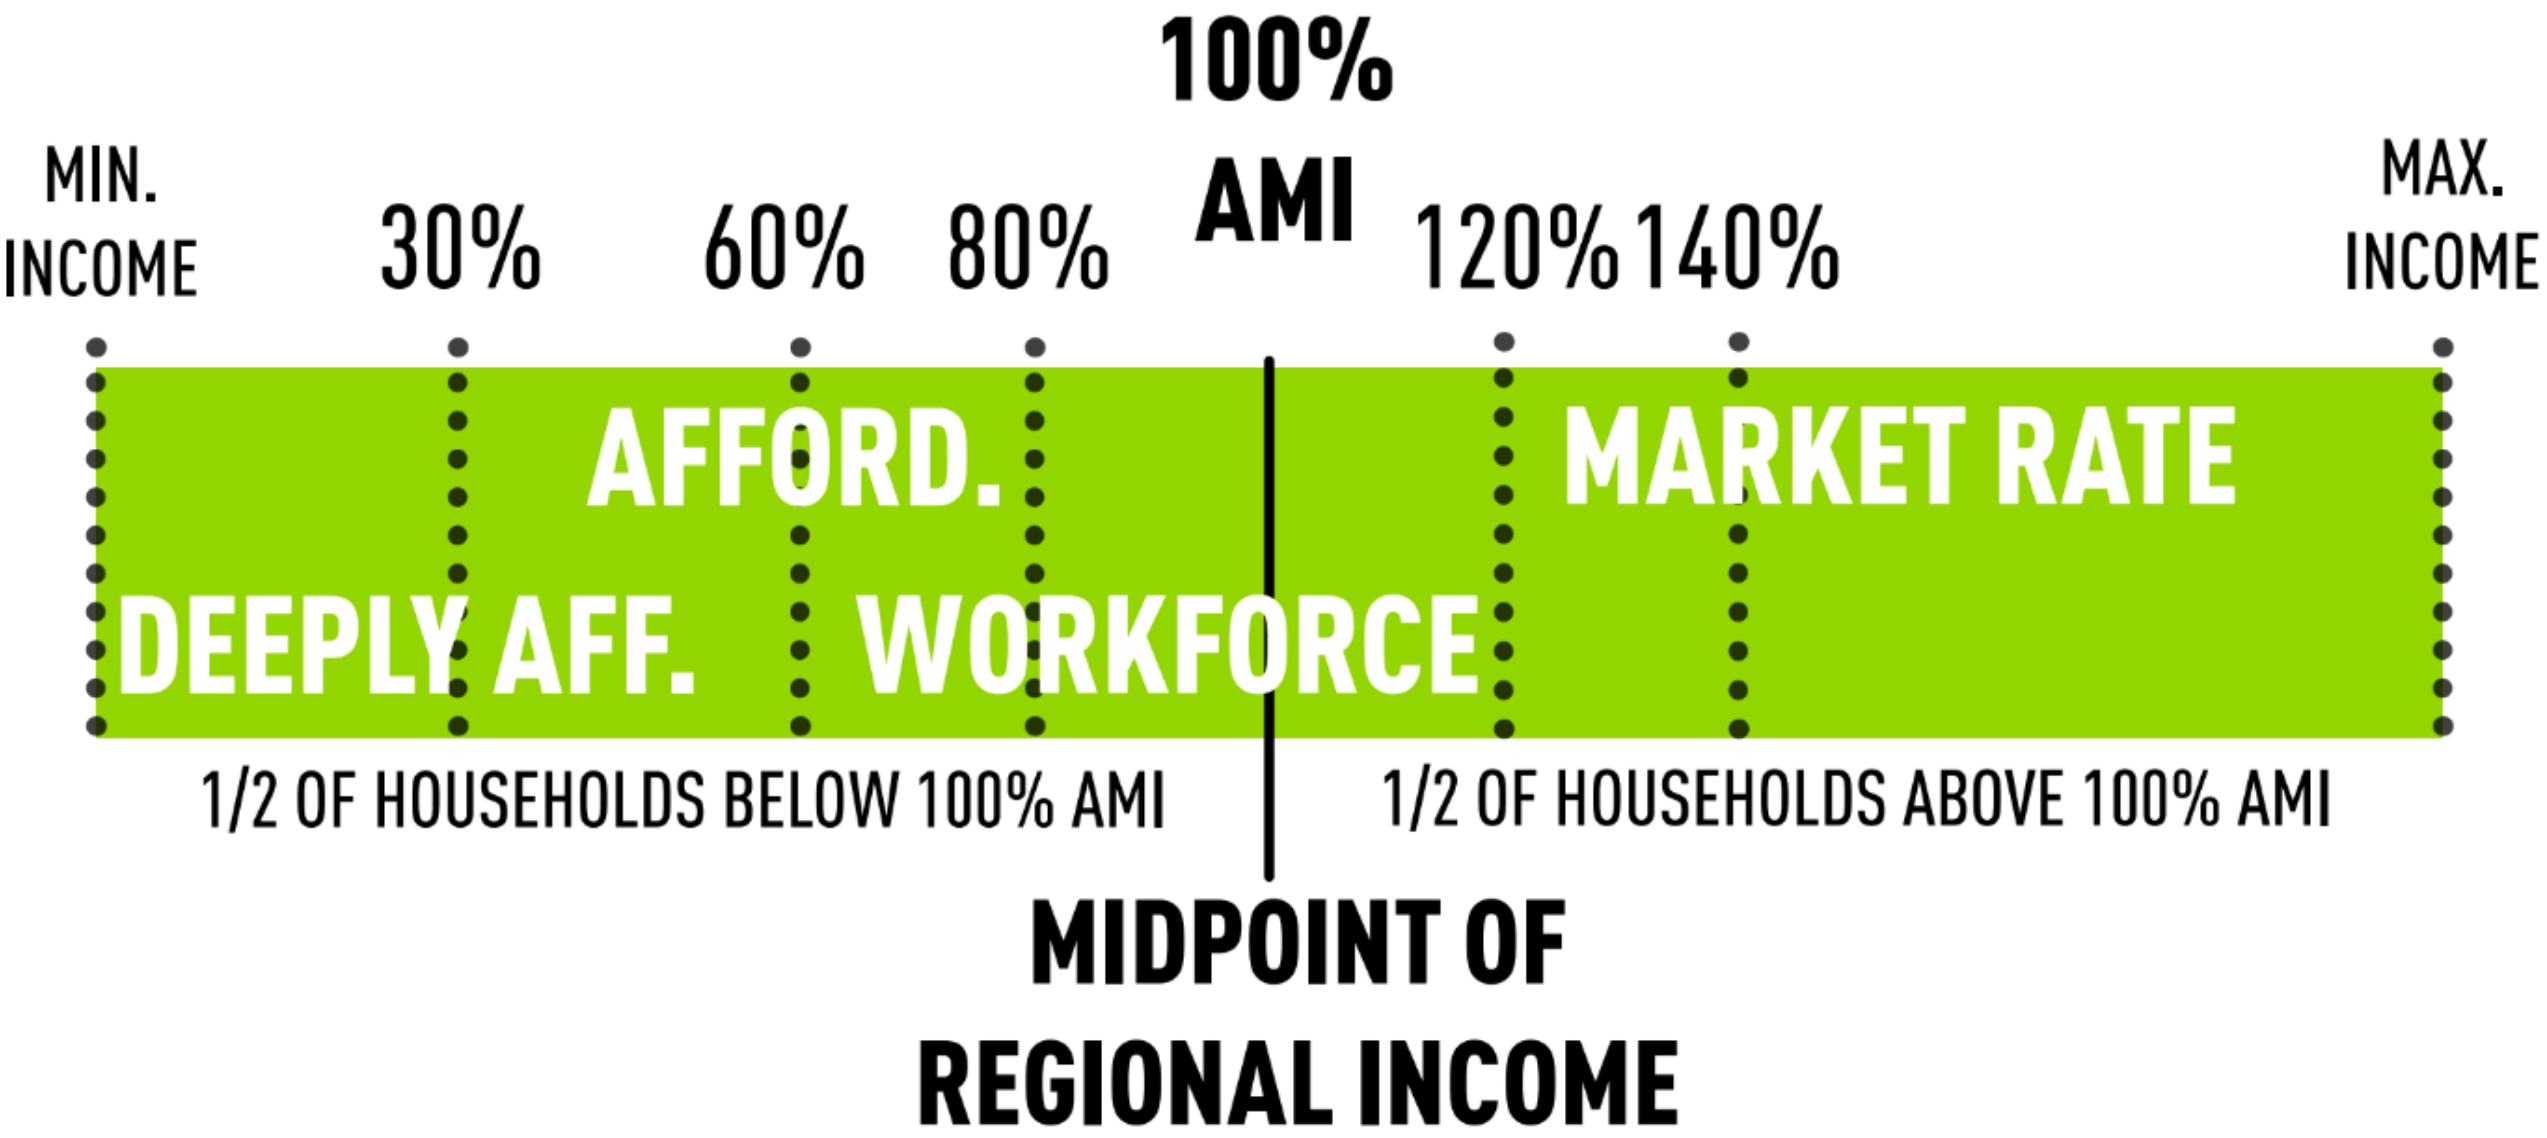 100%
AMI
MIN.
INCOME
30%
60%
80%
120%
140%
MAX.
INCOME
AFFORD.
MARKET RATE
DEEPLY AFF.
WORKFORCE
1/2 OF HOUSEHOLDS BELOW 100% AMI
1/2 OF HOUSEHOLDS ABOVE 100% AMI
MIDPOINT OF
REGIONAL INCOME